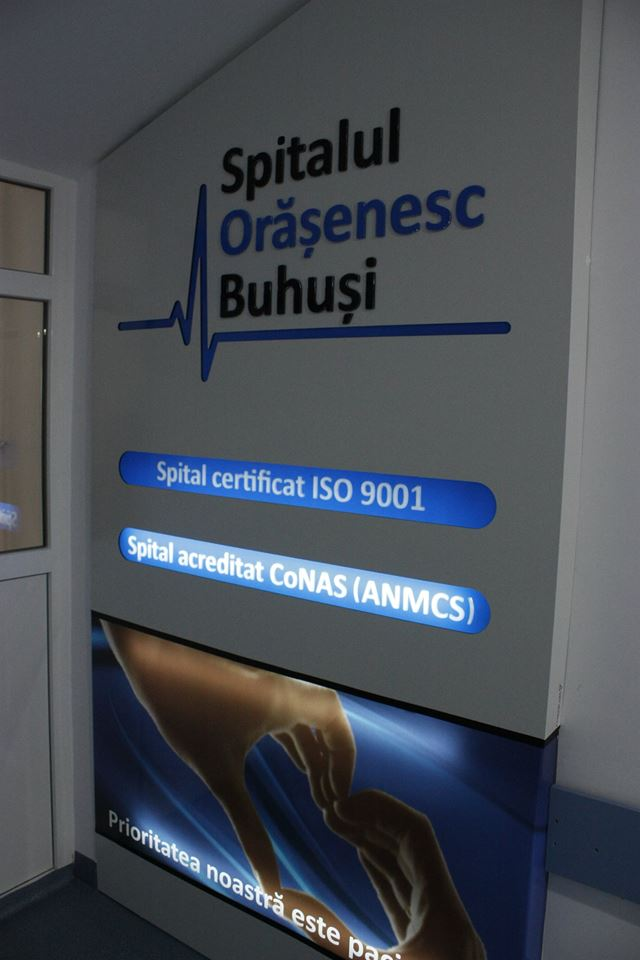 Spitalul
Orășenesc
Buhuși
Spital certificat ISO 9001
Spital acreditat CoNAS (ANMCS)
Prioritatea noastră este